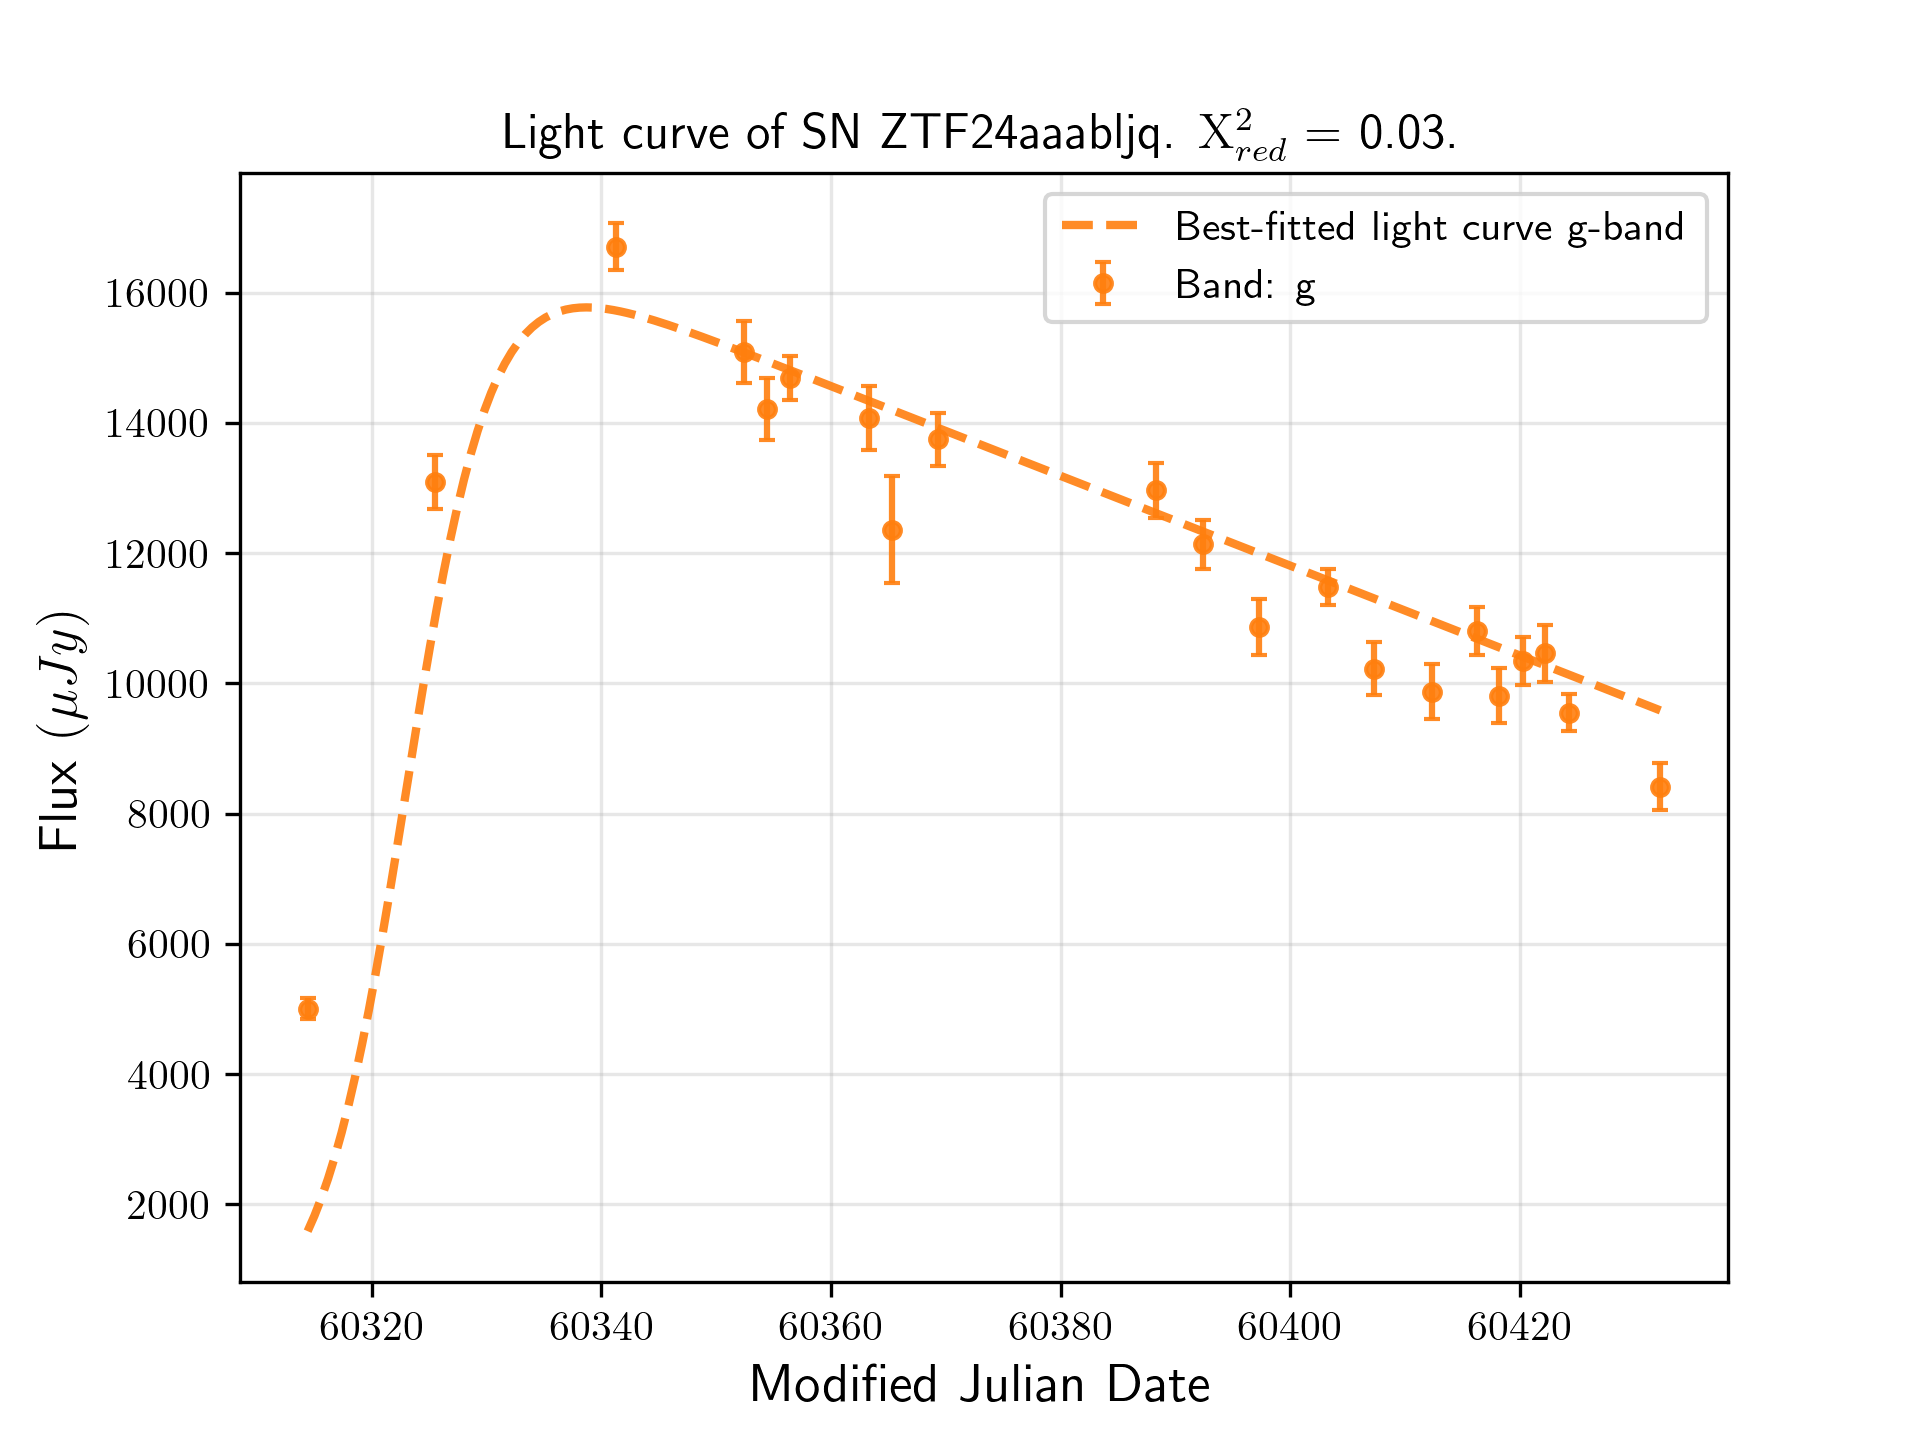 Light curve of SN ZTF24aaabljq. X²_red = 0.03.
Best-fitted light curve g-band
Band: g
16000
14000
12000
10000
8000
6000
4000
2000
Flux (μJy)
60320 60340 60360 60380 60400 60420
Modified Julian Date